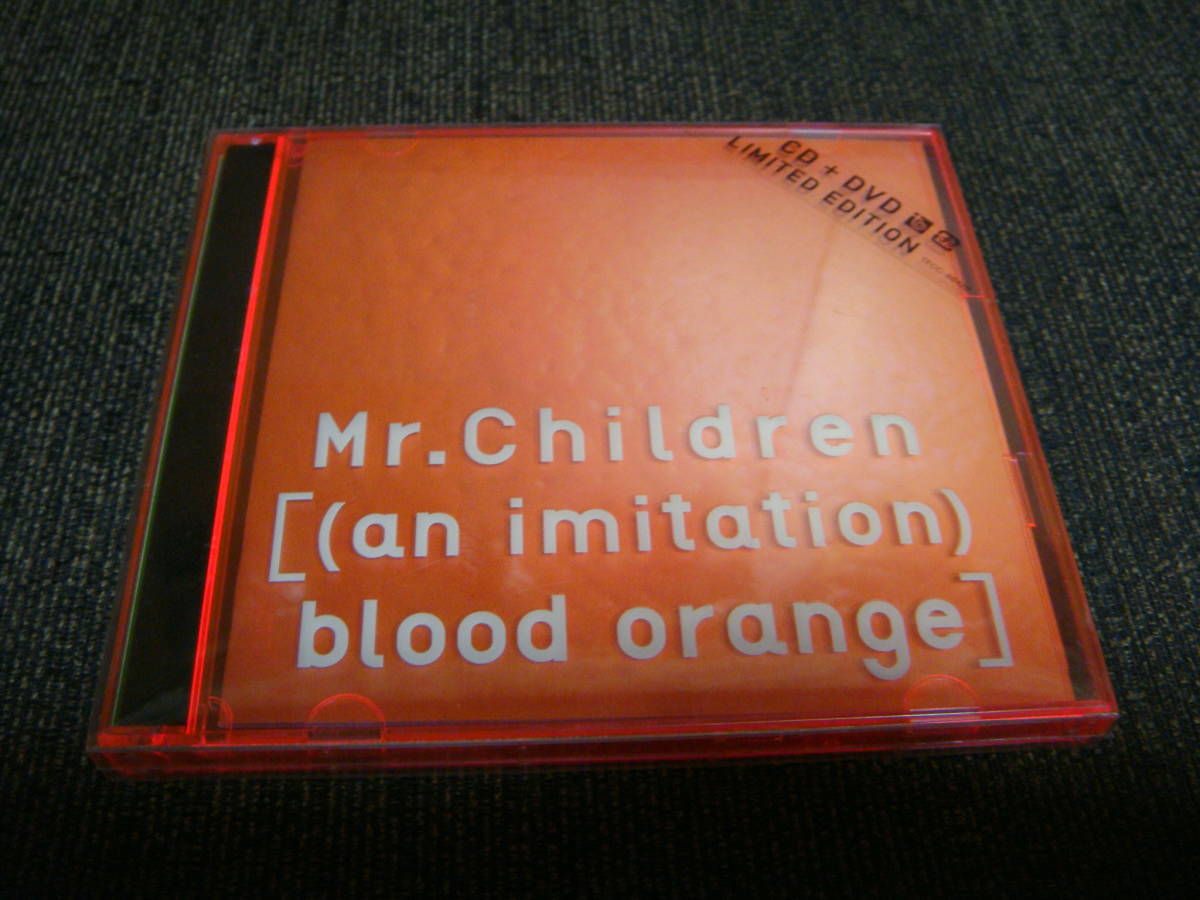 CD + DVD
LIMITED EDITION
Mr.Children
[(an imitation)
blood orange]